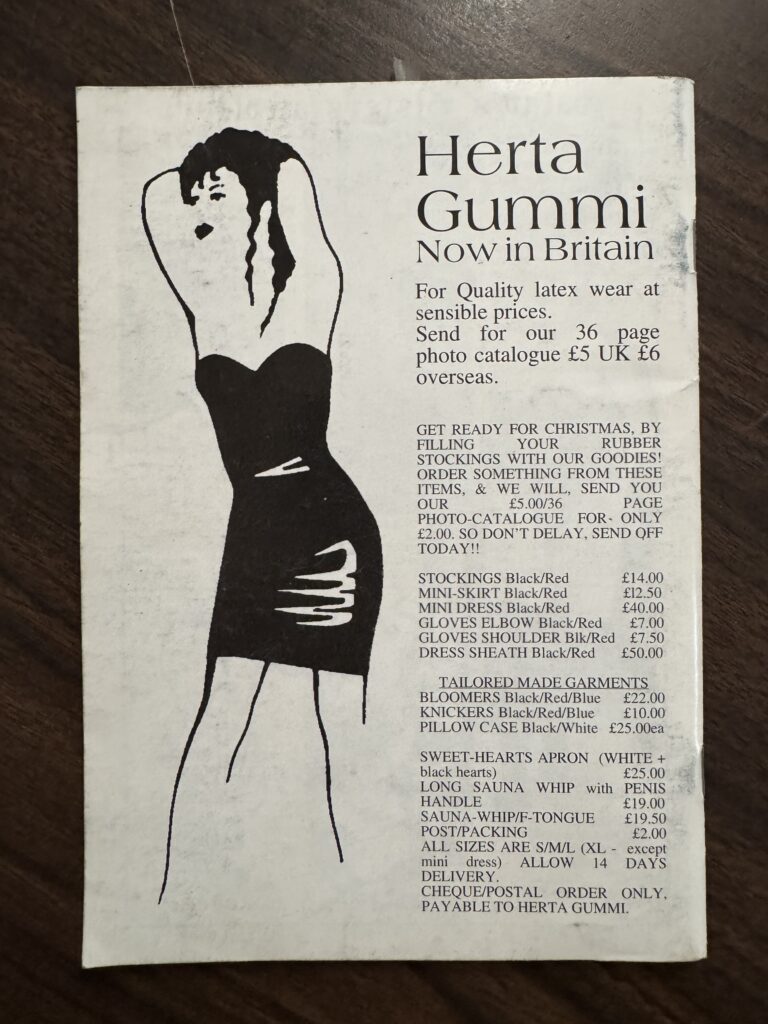 Herta
Gummi
Now in Britain
For Quality latex wear at
sensible prices.
Send for our 36 page
photo catalogue £5 UK £6
overseas.
GET READY FOR CHRISTMAS, BY
FILLING YOUR RUBBER
STOCKINGS WITH OUR GOODIES!
ORDER SOMETHING FROM THESE
ITEMS, & WE WILL, SEND YOU
OUR £5.00/36 PAGE
PHOTO-CATALOGUE FOR ONLY
£2.00. SO DON'T DELAY, SEND OFF
TODAY!!
STOCKINGS Black/Red £14.00
MINI-SKIRT Black/Red £12.50
MINI DRESS Black/Red £40.00
GLOVES ELBOW Black/Red £7.00
GLOVES SHOULDER Blk/Red £7.50
DRESS SHEATH Black/Red £50.00
TAILORED MADE GARMENTS
BLOOMERS Black/Red/Blue £22.00
KNICKERS Black/Red/Blue £10.00
PILLOW CASE Black/White £25.00ea
SWEET-HEARTS APRON (WHITE +
black hearts) £25.00
LONG SAUNA WHIP with PENIS
HANDLE £19.00
SAUNA-WHIP/F-TONGUE £19.50
POST/PACKING £2.00
ALL SIZES ARE S/M/L (XL - except
mini dress) ALLOW 14 DAYS
DELIVERY.
CHEQUE/POSTAL ORDER ONLY,
PAYABLE TO HERTA GUMMI.